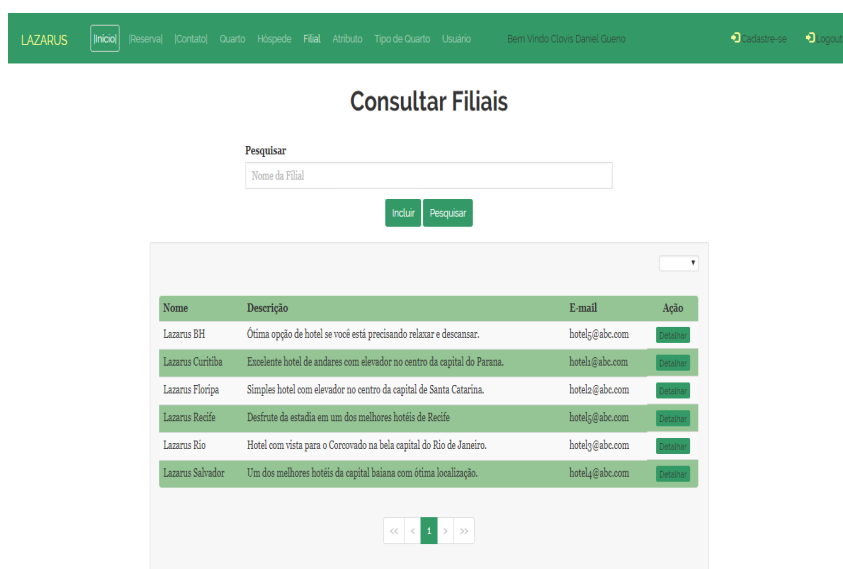 LAZARUS |Início| |Reserva| |Contato| Quarto Hóspede Filial Atributo Tipo de Quarto Usuário Bem Vindo Clovis Daniel Gueno Cadastre-se Logout
Consultar Filiais
Pesquisar
Nome da Filial
Incluir Pesquisar
Nome Descrição E-mail Ação
Lazarus BH Ótima opção de hotel se você está precisando relaxar e descansar. hotel5@abc.com Detalhar
Lazarus Curitiba Excelente hotel de andares com elevador no centro da capital do Parana. hotel1@abc.com Detalhar
Lazarus Floripa Simples hotel com elevador no centro da capital de Santa Catarina. hotel2@abc.com Detalhar
Lazarus Recife Desfrute da estadia em um dos melhores hotéis de Recife hotel5@abc.com Detalhar
Lazarus Rio Hotel com vista para o Corcovado na bela capital do Rio de Janeiro. hotel3@abc.com Detalhar
Lazarus Salvador Um dos melhores hotéis da capital baiana com ótima localização. hotel4@abc.com Detalhar
« < 1 > »